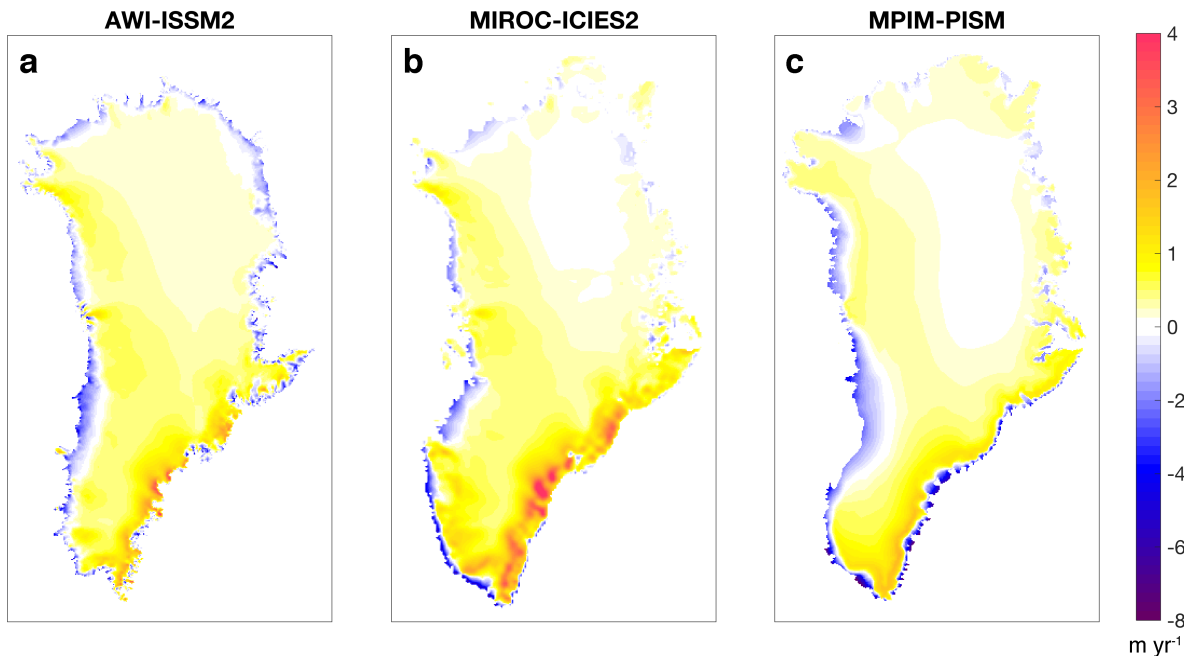 AWI-ISSM2
MIROC-ICIES2
MPIM-PISM
a
b
c
4
3
2
1
0
-2
-4
-6
-8
m yr-1